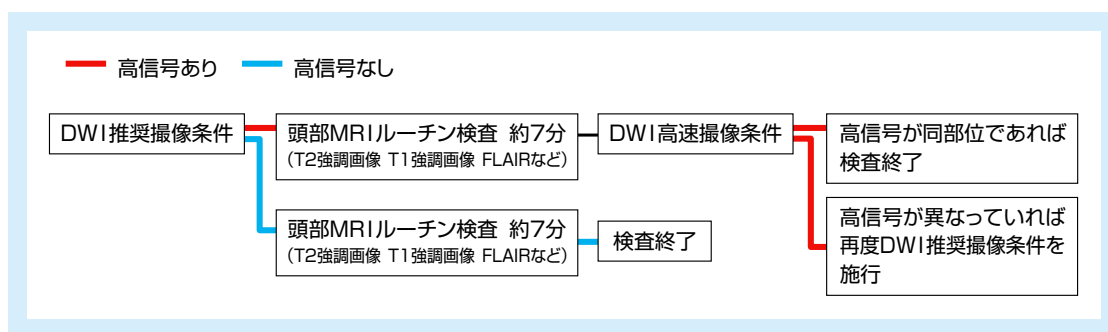 高信号あり 高信号なし
DWI推奨撮像条件
頭部MRIルーチン検査 約7分
(T2強調画像 T1強調画像 FLAIRなど)
DWI高速撮像条件
高信号が同部位であれば
検査終了
頭部MRIルーチン検査 約7分
(T2強調画像 T1強調画像 FLAIRなど)
検査終了
高信号が異なっていれば
再度DWI推奨撮像条件を
施行